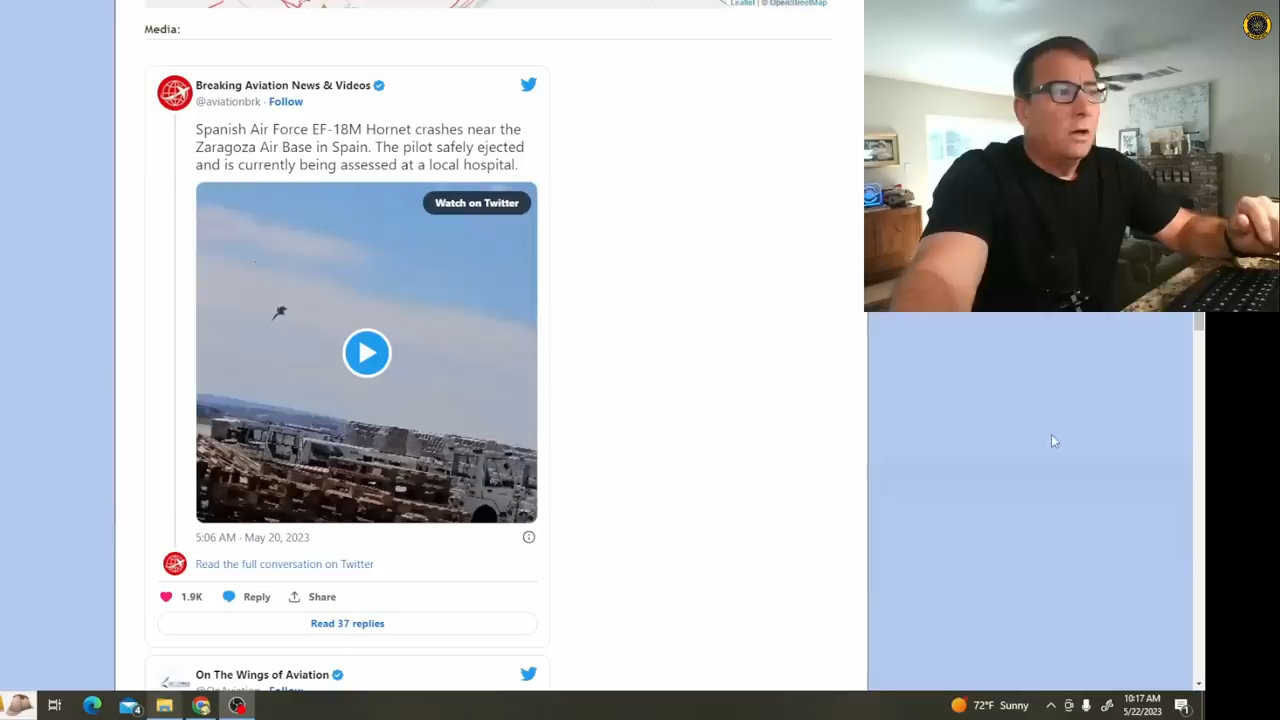 Leaflet | © OpenStreetMap
Media:
Breaking Aviation News & Videos
@aviationbrk · Follow
Spanish Air Force EF-18M Hornet crashes near the
Zaragoza Air Base in Spain. The pilot safely ejected
and is currently being assessed at a local hospital.
Watch on Twitter
5:06 AM · May 20, 2023
Read the full conversation on Twitter
1.9K Reply Share
Read 37 replies
On The Wings of Aviation
Follow
4
72°F Sunny
10:17 AM
5/22/2023
1